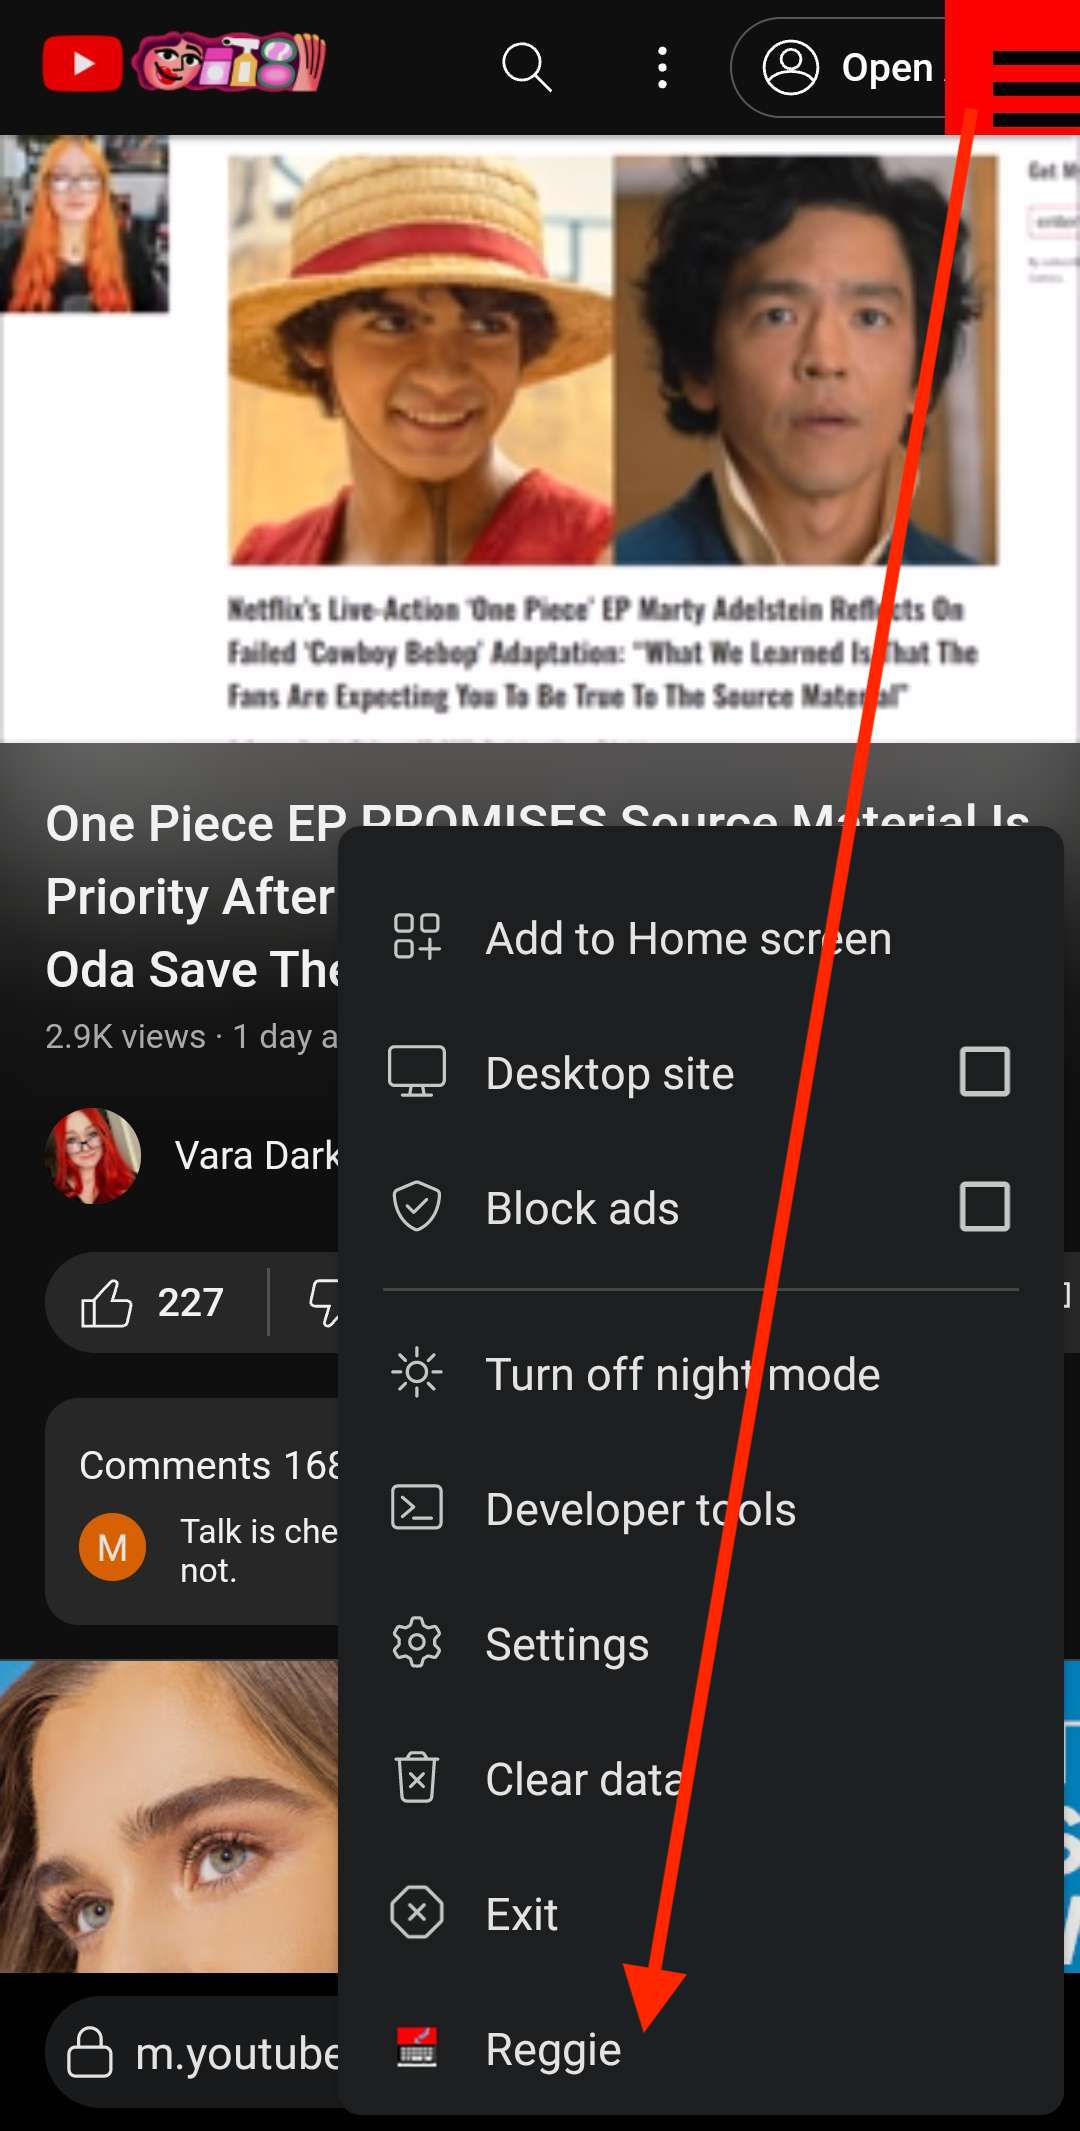 Open
Get M
enter
Netflix's Live-Action 'One Piece' EP Marty Adelstein Reflects On
Failed 'Cowboy Bebop' Adaptation: "What We Learned Is That The
Fans Are Expecting You To Be True To The Source Material"
One Piece EP PROMISES Source Material Is
Priority After
Oda Save The
2.9K views · 1 day a
Vara Dark
227
Comments 168
Talk is che
not.
M
Add to Home screen
Desktop site
Block ads
Turn off night mode
Developer tools
Settings
Clear data
Exit
Reggie
m.youtube